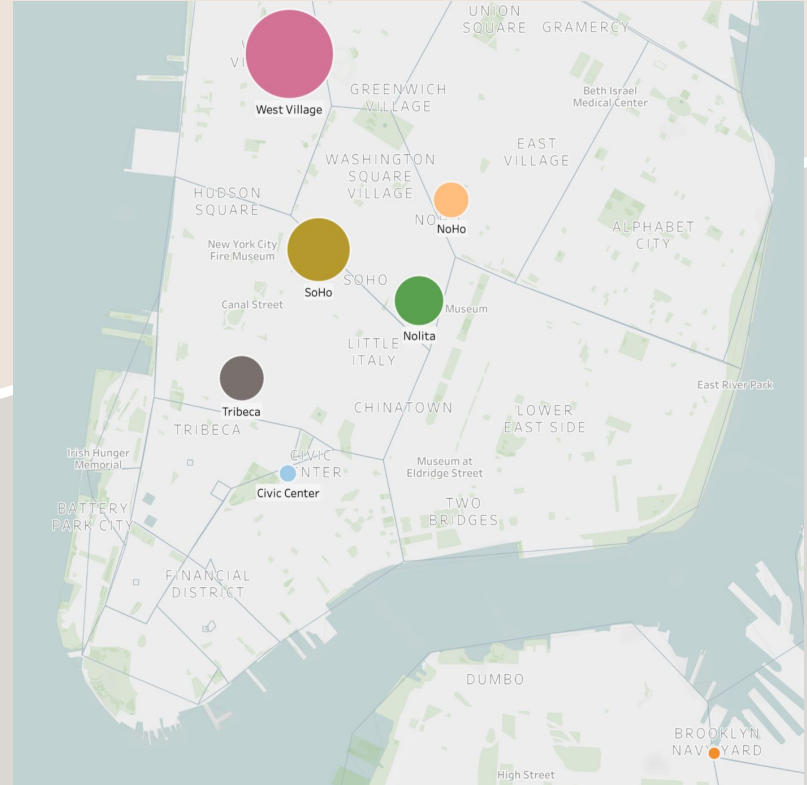 UNION
SQUARE
GRAMERCY
VI
West Village
GREENWICH
VILLAGE
Beth Israel
Medical Center
EAST
VILLAGE
WASHINGTON
SQUARE
VILLAGE
HUDSON
SQUARE
NO
NoHo
ALPHABET
CITY
New York City
Fire Museum
SOHO
SoHo
Canal Street
Museum
Nolita
LITTLE
ITALY
East River Park
Tribeca
CHINATOWN
LOWER
EAST SIDE
TRIBECA
Irish Hunger
Memorial
CIVIC
NTER
Civic Center
Museum at
Eldridge Street
BATTERY
PARK CITY
TWO
BRIDGES
FINANCIAL
DISTRICT
DUMBO
BROOKLYN
NAVY YARD
High Street